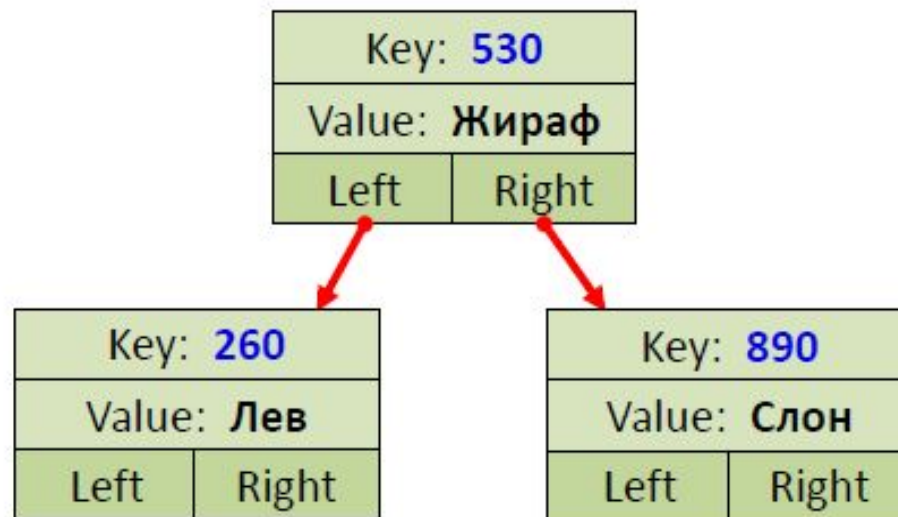 Key: 530
Value: Жираф
Left Right
Key: 260
Value: Лев
Left Right
Key: 890
Value: Слон
Left Right